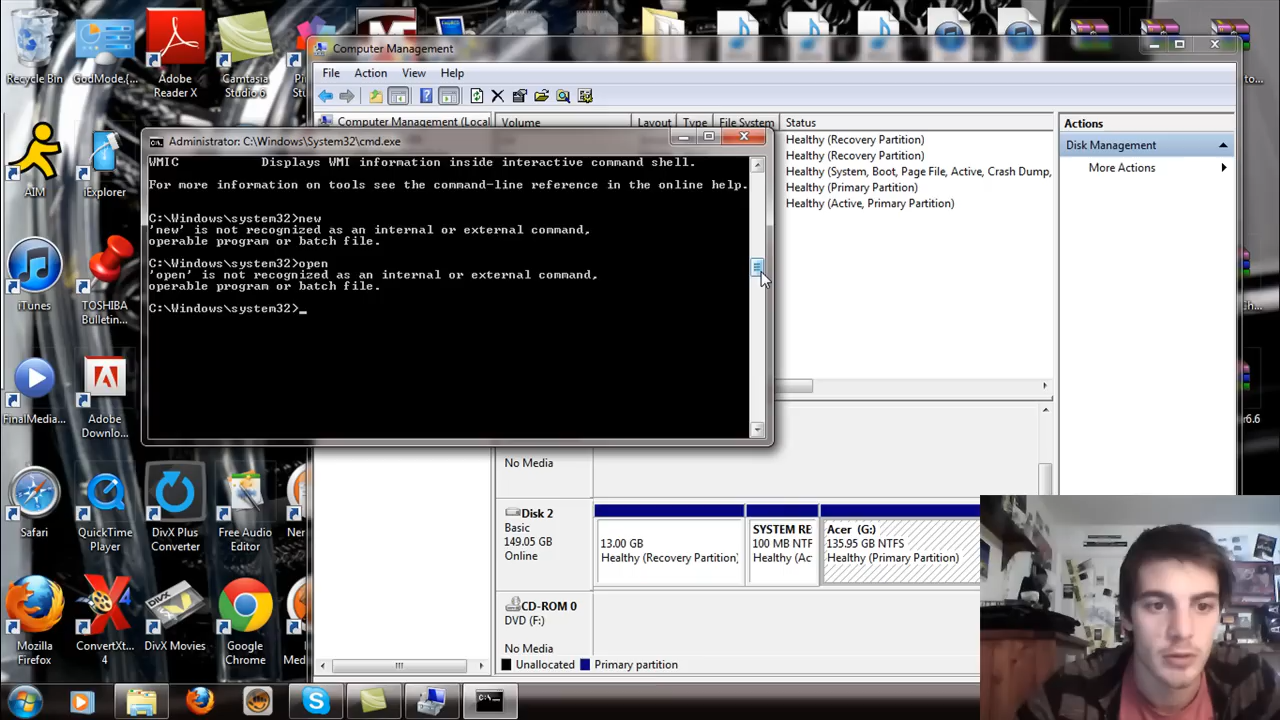 Recycle Bin
GodMode.{...
Adobe
Reader X
Camtasia
Studio 6
Computer Management
File Action View Help
Computer Management (Local
Volume Layout Type File System Status
Healthy (Recovery Partition)
Healthy (Recovery Partition)
Healthy (System, Boot, Page File, Active, Crash Dump,
Healthy (Primary Partition)
Healthy (Active, Primary Partition)
Actions
Disk Management
More Actions
Administrator: C:\Windows\System32\cmd.exe
WMIC Displays WMI information inside interactive command shell.
For more information on tools see the command-line reference in the online help.
C:\Windows\system32>new
'new' is not recognized as an internal or external command,
operable program or batch file.
C:\Windows\system32>open
'open' is not recognized as an internal or external command,
operable program or batch file.
C:\Windows\system32>_
AIM
iExplorer
iTunes
TOSHIBA
Bulletin...
FinalMedia...
Adobe
Downlo...
Safari
QuickTime
Player
DivX Plus
Converter
Free Audio
Editor
Mozilla
Firefox
ConvertXt...
4
DivX Movies
Google
Chrome
No Media
Disk 2
Basic
149.05 GB
Online
13.00 GB
Healthy (Recovery Partition)
SYSTEM RE
100 MB NTF
Healthy (Ac
Acer (G:)
135.95 GB NTFS
Healthy (Primary Partition)
CD-ROM 0
DVD (F:)
No Media
Unallocated Primary partition